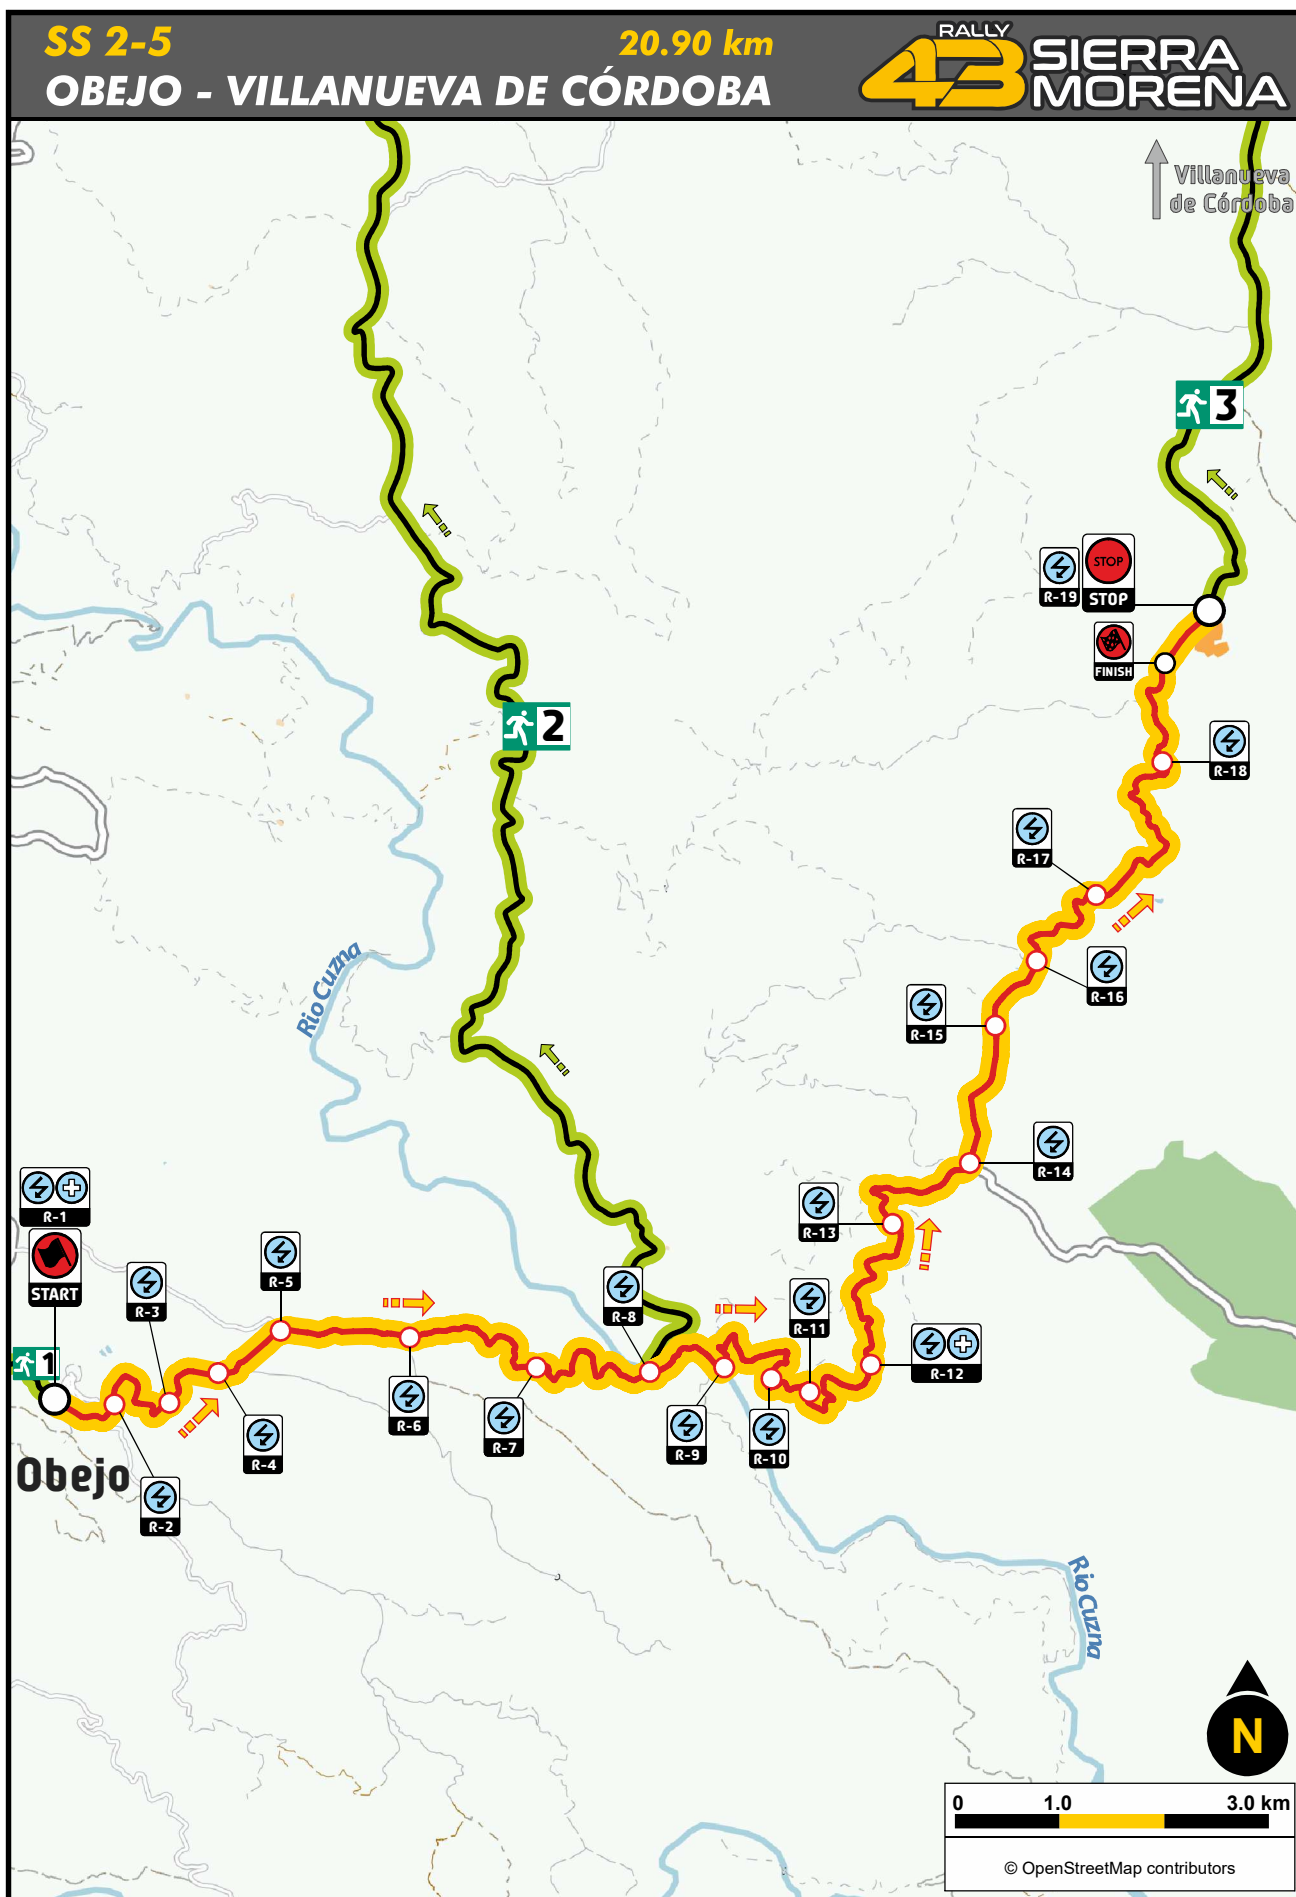 SS 2-5
20.90 km
OBEJO - VILLANUEVA DE CÓRDOBA
RALLY
43 SIERRA
MORENA
Villanueva
de Córdoba
3
STOP
R-19
STOP
FINISH
2
R-18
R-17
R-16
R-15
Rio Cuzna
R-14
R-1
R-13
START
R-5
R-3
R-8
R-11
R-12
1
R-6
R-7
R-9
R-10
R-4
Obejo
R-2
Rio Cuzna
N
0 1.0 3.0 km
© OpenStreetMap contributors